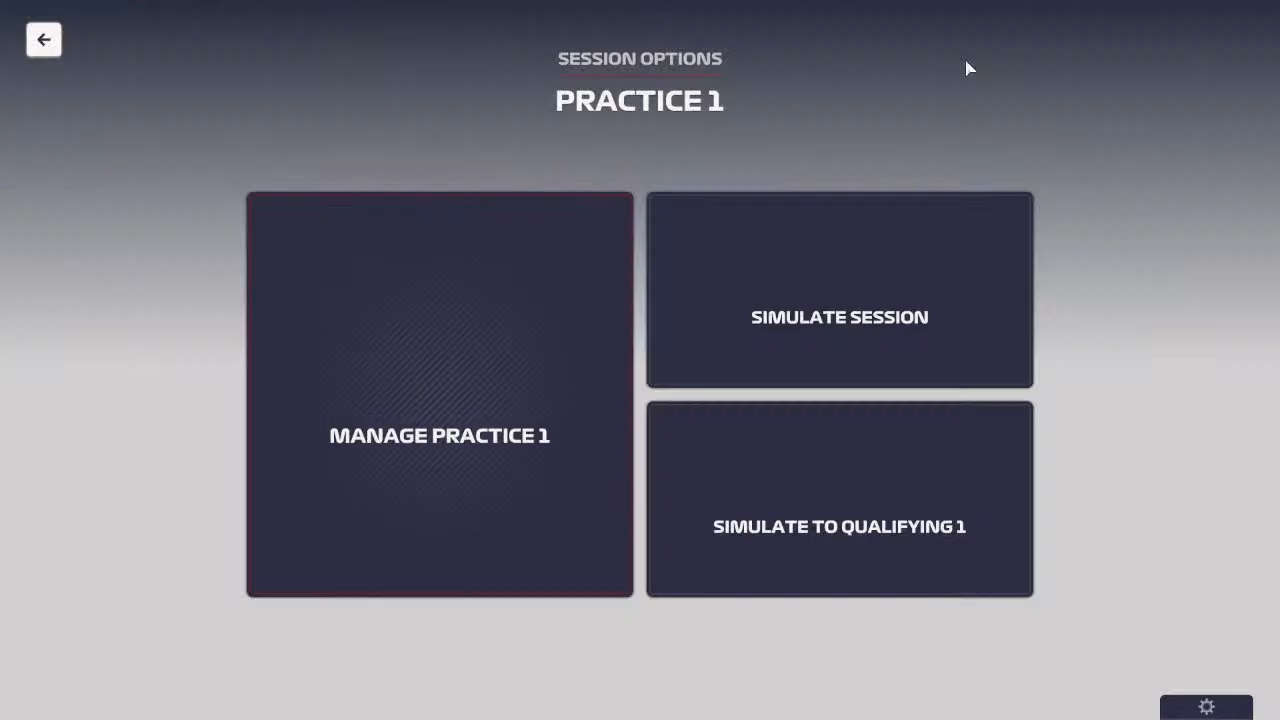 SESSION OPTIONS
PRACTICE 1
MANAGE PRACTICE 1
SIMULATE SESSION
SIMULATE TO QUALIFYING 1